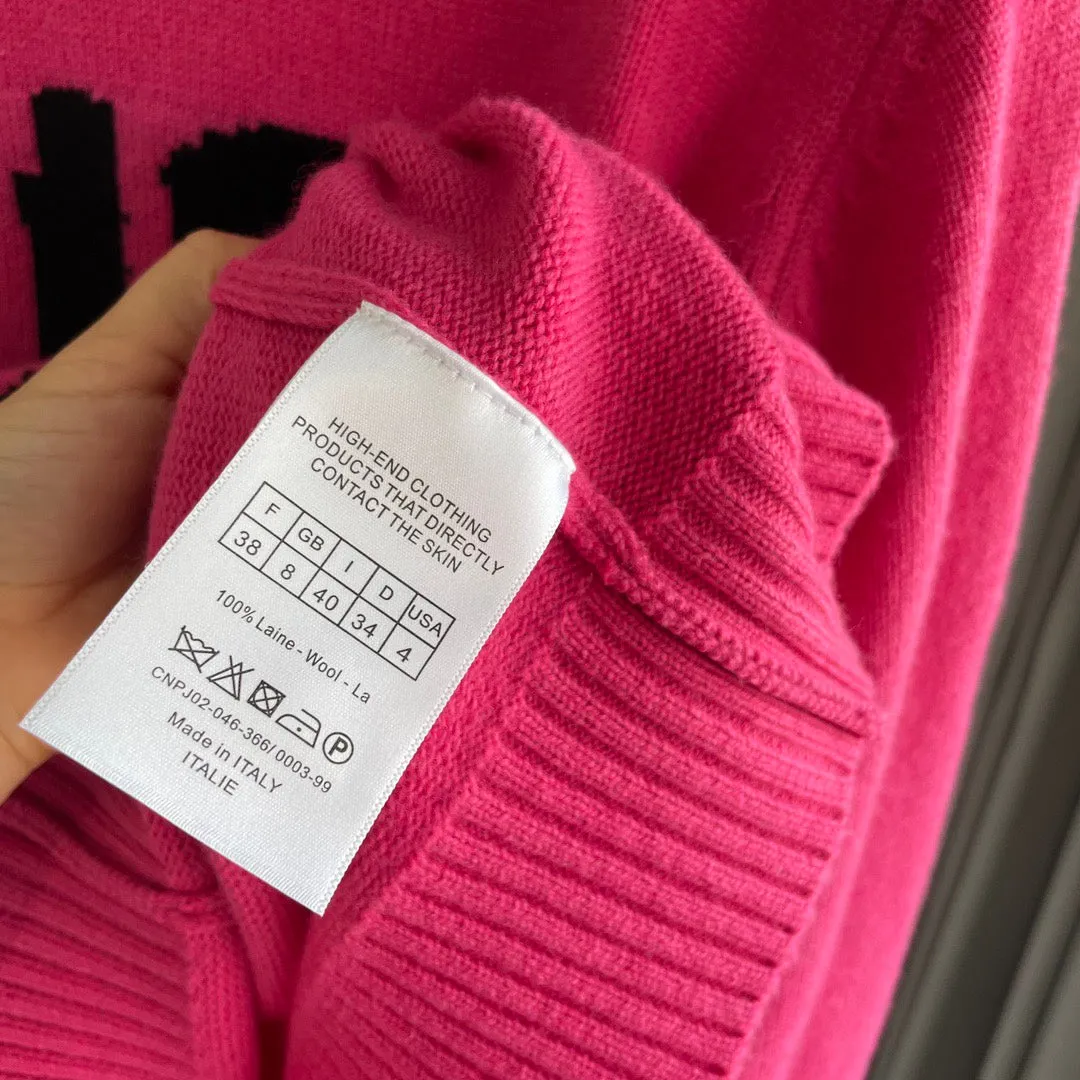 HIGH-END CLOTHING
PRODUCTS THAT DIRECTLY
CONTACT THE SKIN
F GB I D USA
38 8 40 34 4
100% Laine - Wool - La
P
CNPJ02-046-366/0003-99
Made in ITALY
ITALIE